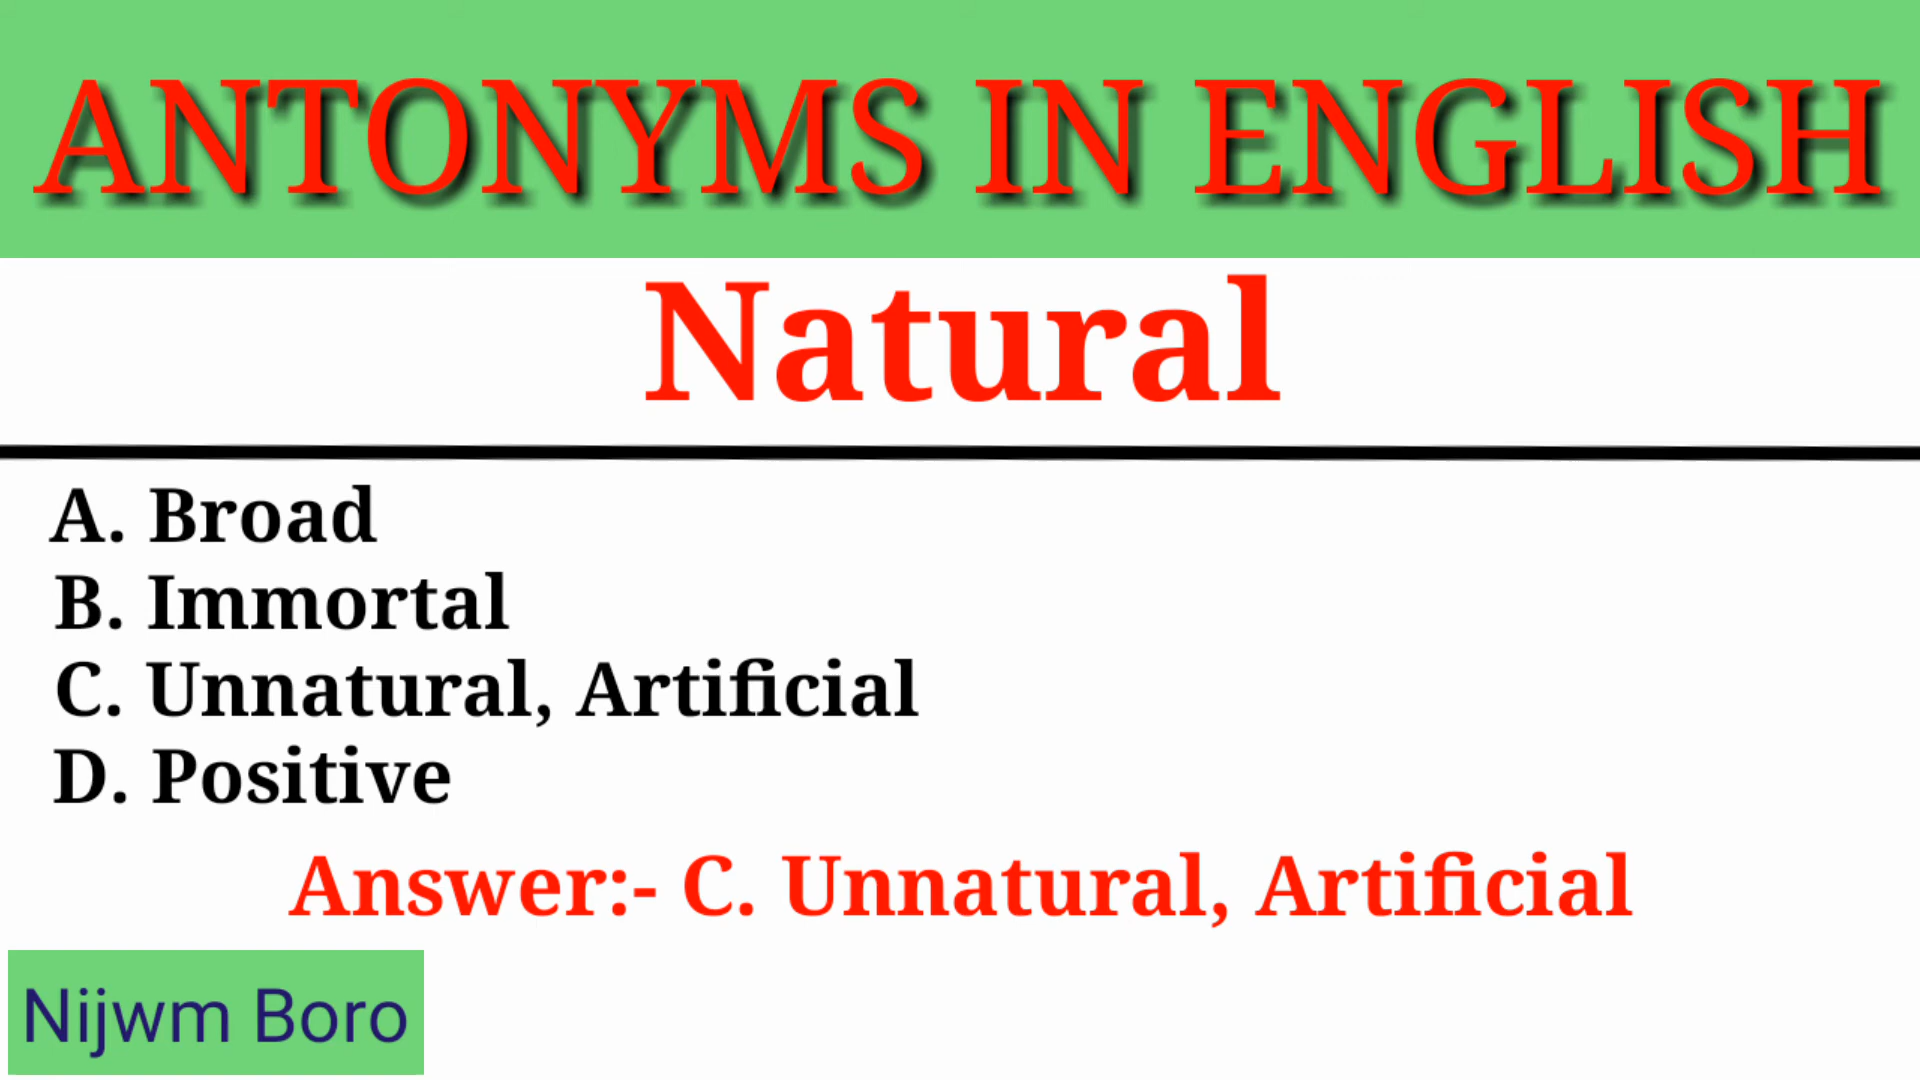 ANTONYMS IN ENGLISH
Natural
A. Broad
B. Immortal
C. Unnatural, Artificial
D. Positive
Answer:- C. Unnatural, Artificial
Nijwm Boro